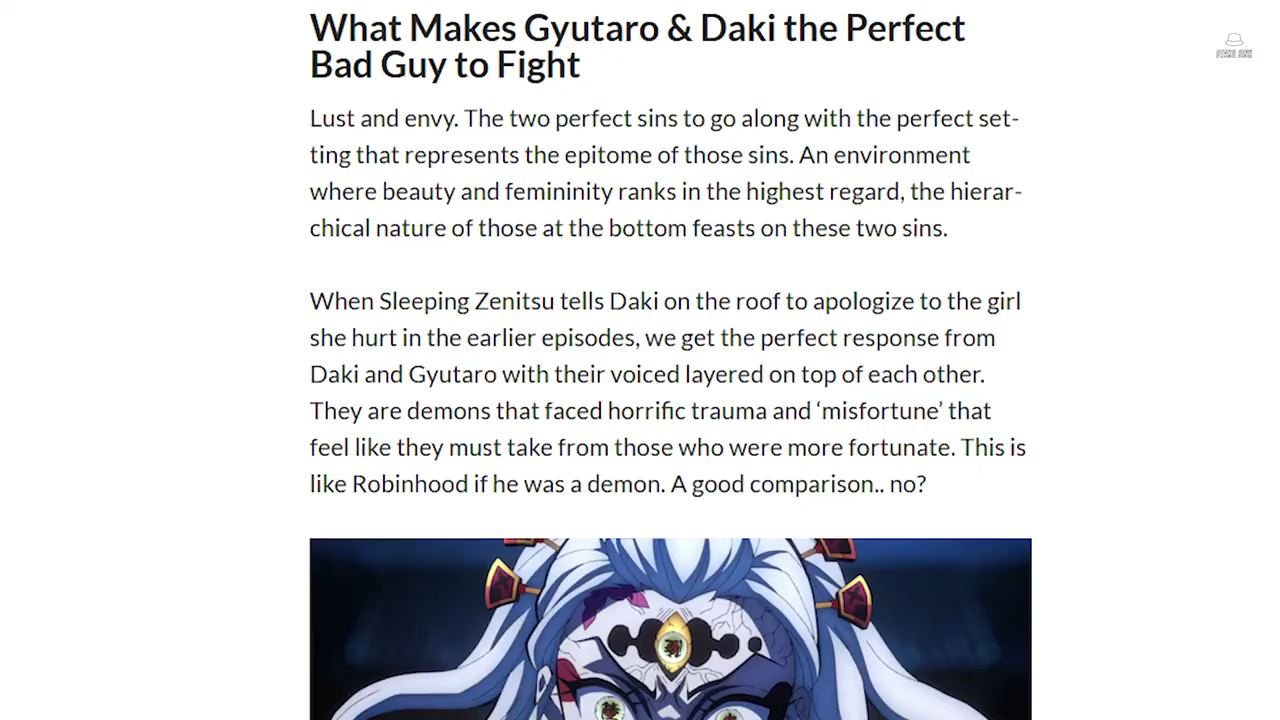 What Makes Gyutaro & Daki the Perfect
Bad Guy to Fight
Lust and envy. The two perfect sins to go along with the perfect set-
ting that represents the epitome of those sins. An environment
where beauty and femininity ranks in the highest regard, the hierar-
chical nature of those at the bottom feasts on these two sins.
When Sleeping Zenitsu tells Daki on the roof to apologize to the girl
she hurt in the earlier episodes, we get the perfect response from
Daki and Gyutaro with their voiced layered on top of each other.
They are demons that faced horrific trauma and ‘misfortune’ that
feel like they must take from those who were more fortunate. This is
like Robinhood if he was a demon. A good comparison.. no?